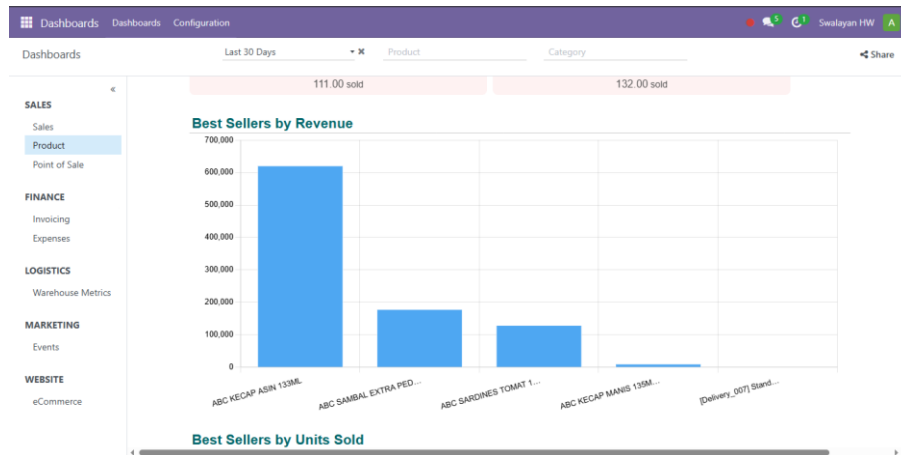 Dashboards Dashboards Configuration 5 1 Swalayan HW A
Dashboards Last 30 Days Product Category Share
111.00 sold 132.00 sold
SALES
Sales
Product
Point of Sale
FINANCE
Invoicing
Expenses
LOGISTICS
Warehouse Metrics
MARKETING
Events
WEBSITE
eCommerce
Best Sellers by Revenue
700,000
600,000
500,000
400,000
300,000
200,000
100,000
0
ABC KECAP ASIN 133ML
ABC SAMBAL EXTRA PED...
ABC SARDINES TOMAT 1...
ABC KECAP MANIS 135M...
[Delivery_007] Stand...
Best Sellers by Units Sold